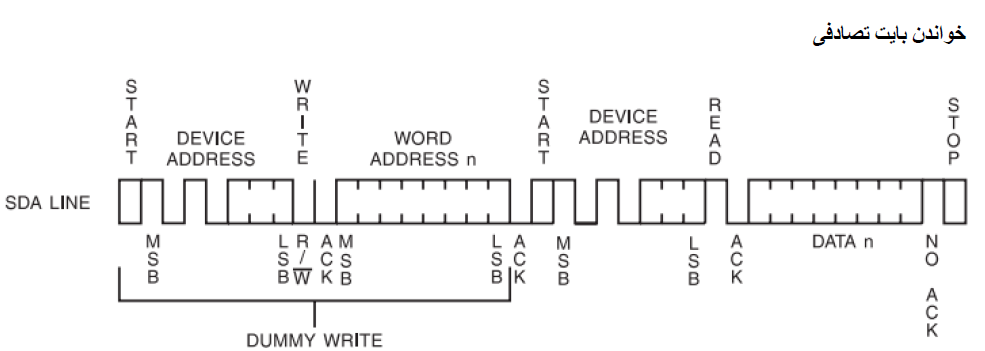 خواندن بایت تصادفی
START
WRITE
START
READ
STOP
DEVICE
ADDRESS
WORD
ADDRESS n
DEVICE
ADDRESS
SDA LINE
MSB
LSB
R/W̅
ACK
MSB
LSB
ACK
MSB
LSB
ACK
DATA n
NO ACK
DUMMY WRITE